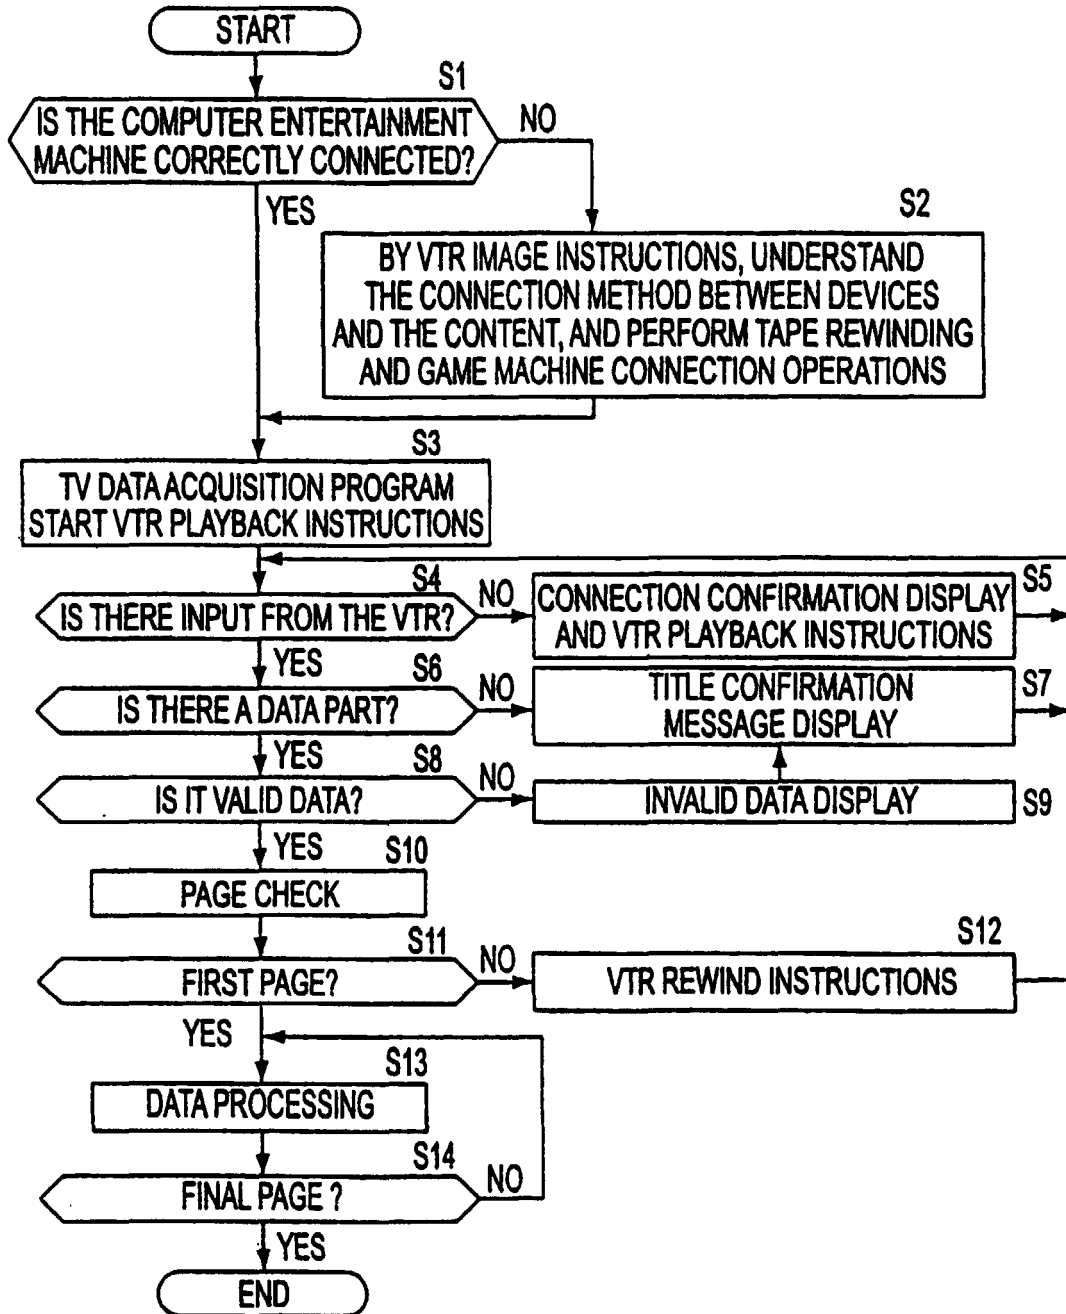 START
S1
IS THE COMPUTER ENTERTAINMENT
MACHINE CORRECTLY CONNECTED?
NO
YES
S2
BY VTR IMAGE INSTRUCTIONS, UNDERSTAND
THE CONNECTION METHOD BETWEEN DEVICES
AND THE CONTENT, AND PERFORM TAPE REWINDING
AND GAME MACHINE CONNECTION OPERATIONS
S3
TV DATA ACQUISITION PROGRAM
START VTR PLAYBACK INSTRUCTIONS
S4
IS THERE INPUT FROM THE VTR?
NO
YES
S5
CONNECTION CONFIRMATION DISPLAY
AND VTR PLAYBACK INSTRUCTIONS
S6
IS THERE A DATA PART?
NO
YES
S7
TITLE CONFIRMATION
MESSAGE DISPLAY
S8
IS IT VALID DATA?
NO
YES
INVALID DATA DISPLAY
S9
S10
PAGE CHECK
S11
FIRST PAGE?
NO
YES
S12
VTR REWIND INSTRUCTIONS
S13
DATA PROCESSING
S14
FINAL PAGE ?
NO
YES
END